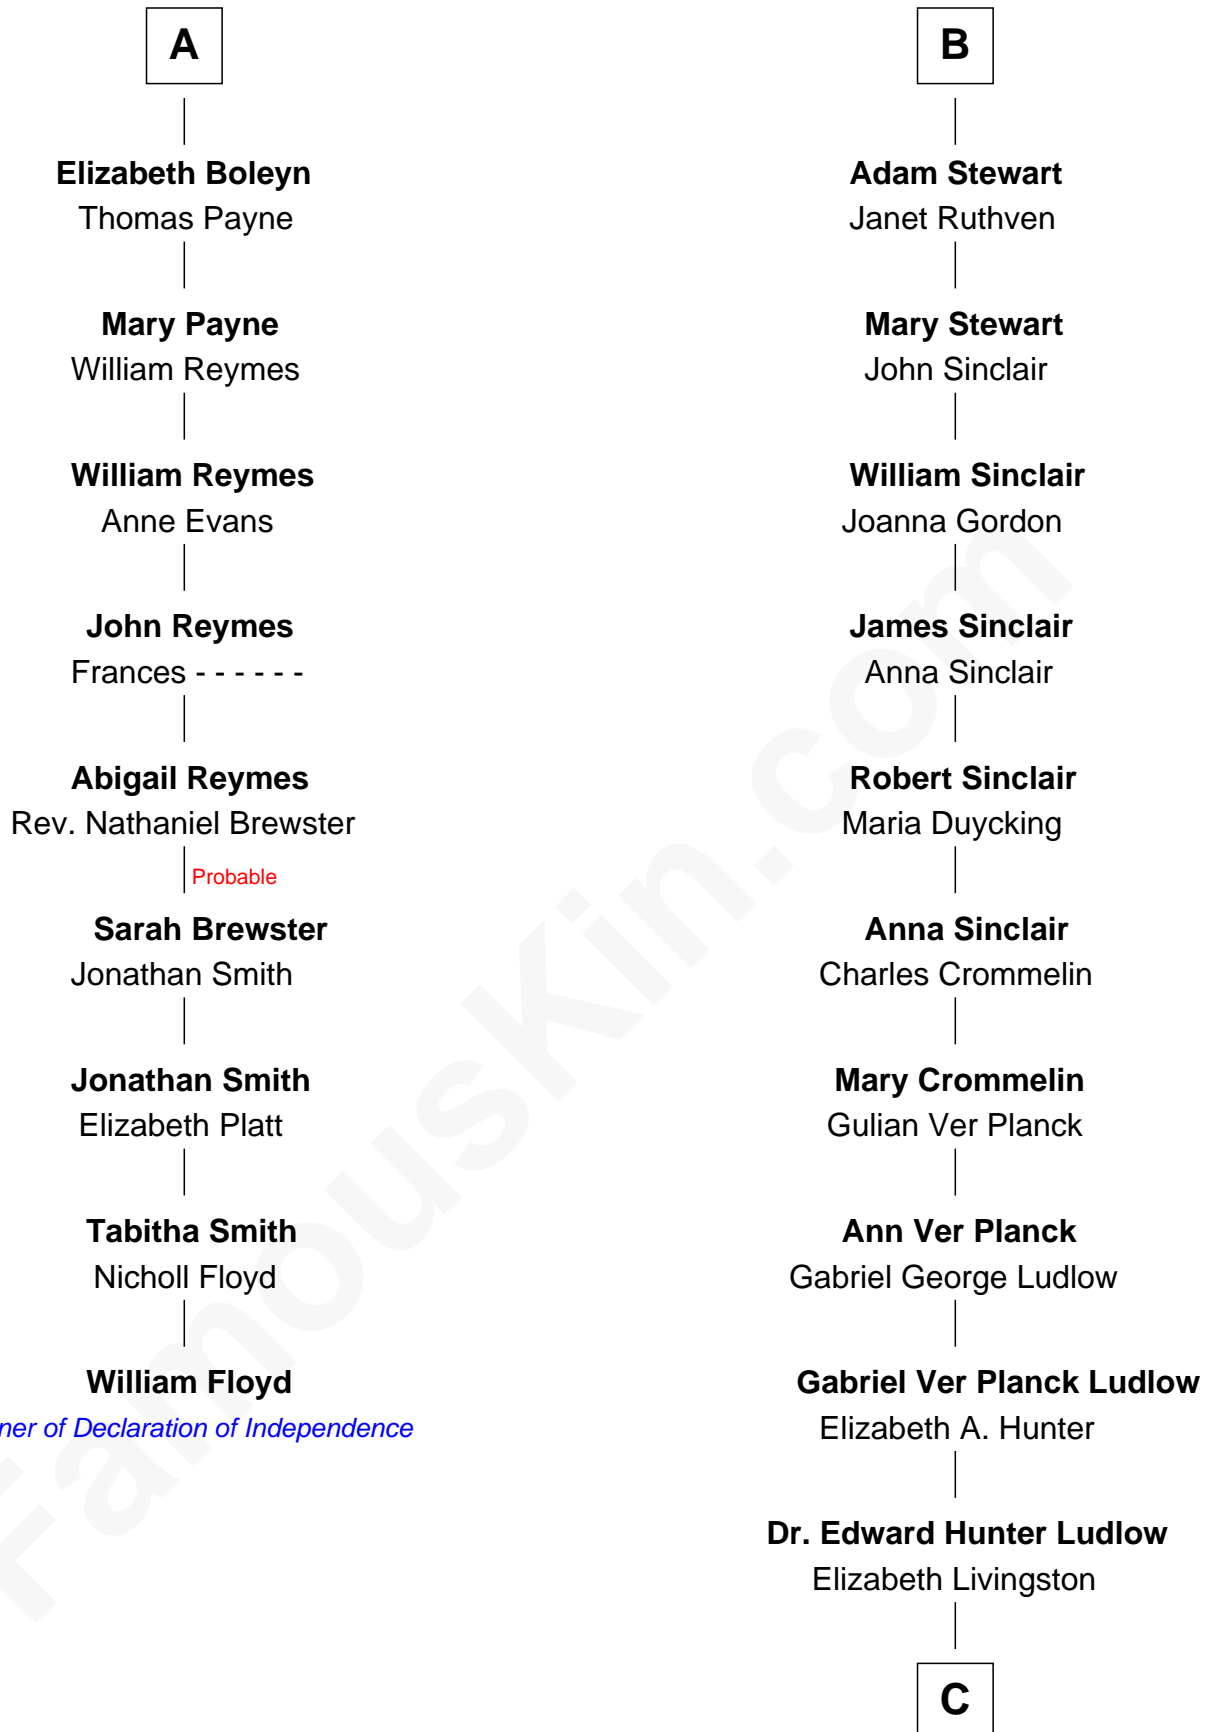 A
Elizabeth Boleyn
Thomas Payne
Mary Payne
William Reymes
William Reymes
Anne Evans
John Reymes
Frances - - - - - -
Abigail Reymes
Rev. Nathaniel Brewster
Probable
Sarah Brewster
Jonathan Smith
Jonathan Smith
Elizabeth Platt
Tabitha Smith
Nicholl Floyd
William Floyd
ner of Declaration of Independence
B
Adam Stewart
Janet Ruthven
Mary Stewart
John Sinclair
William Sinclair
Joanna Gordon
James Sinclair
Anna Sinclair
Robert Sinclair
Maria Duycking
Anna Sinclair
Charles Crommelin
Mary Crommelin
Gulian Ver Planck
Ann Ver Planck
Gabriel George Ludlow
Gabriel Ver Planck Ludlow
Elizabeth A. Hunter
Dr. Edward Hunter Ludlow
Elizabeth Livingston
C
FamousKin.com